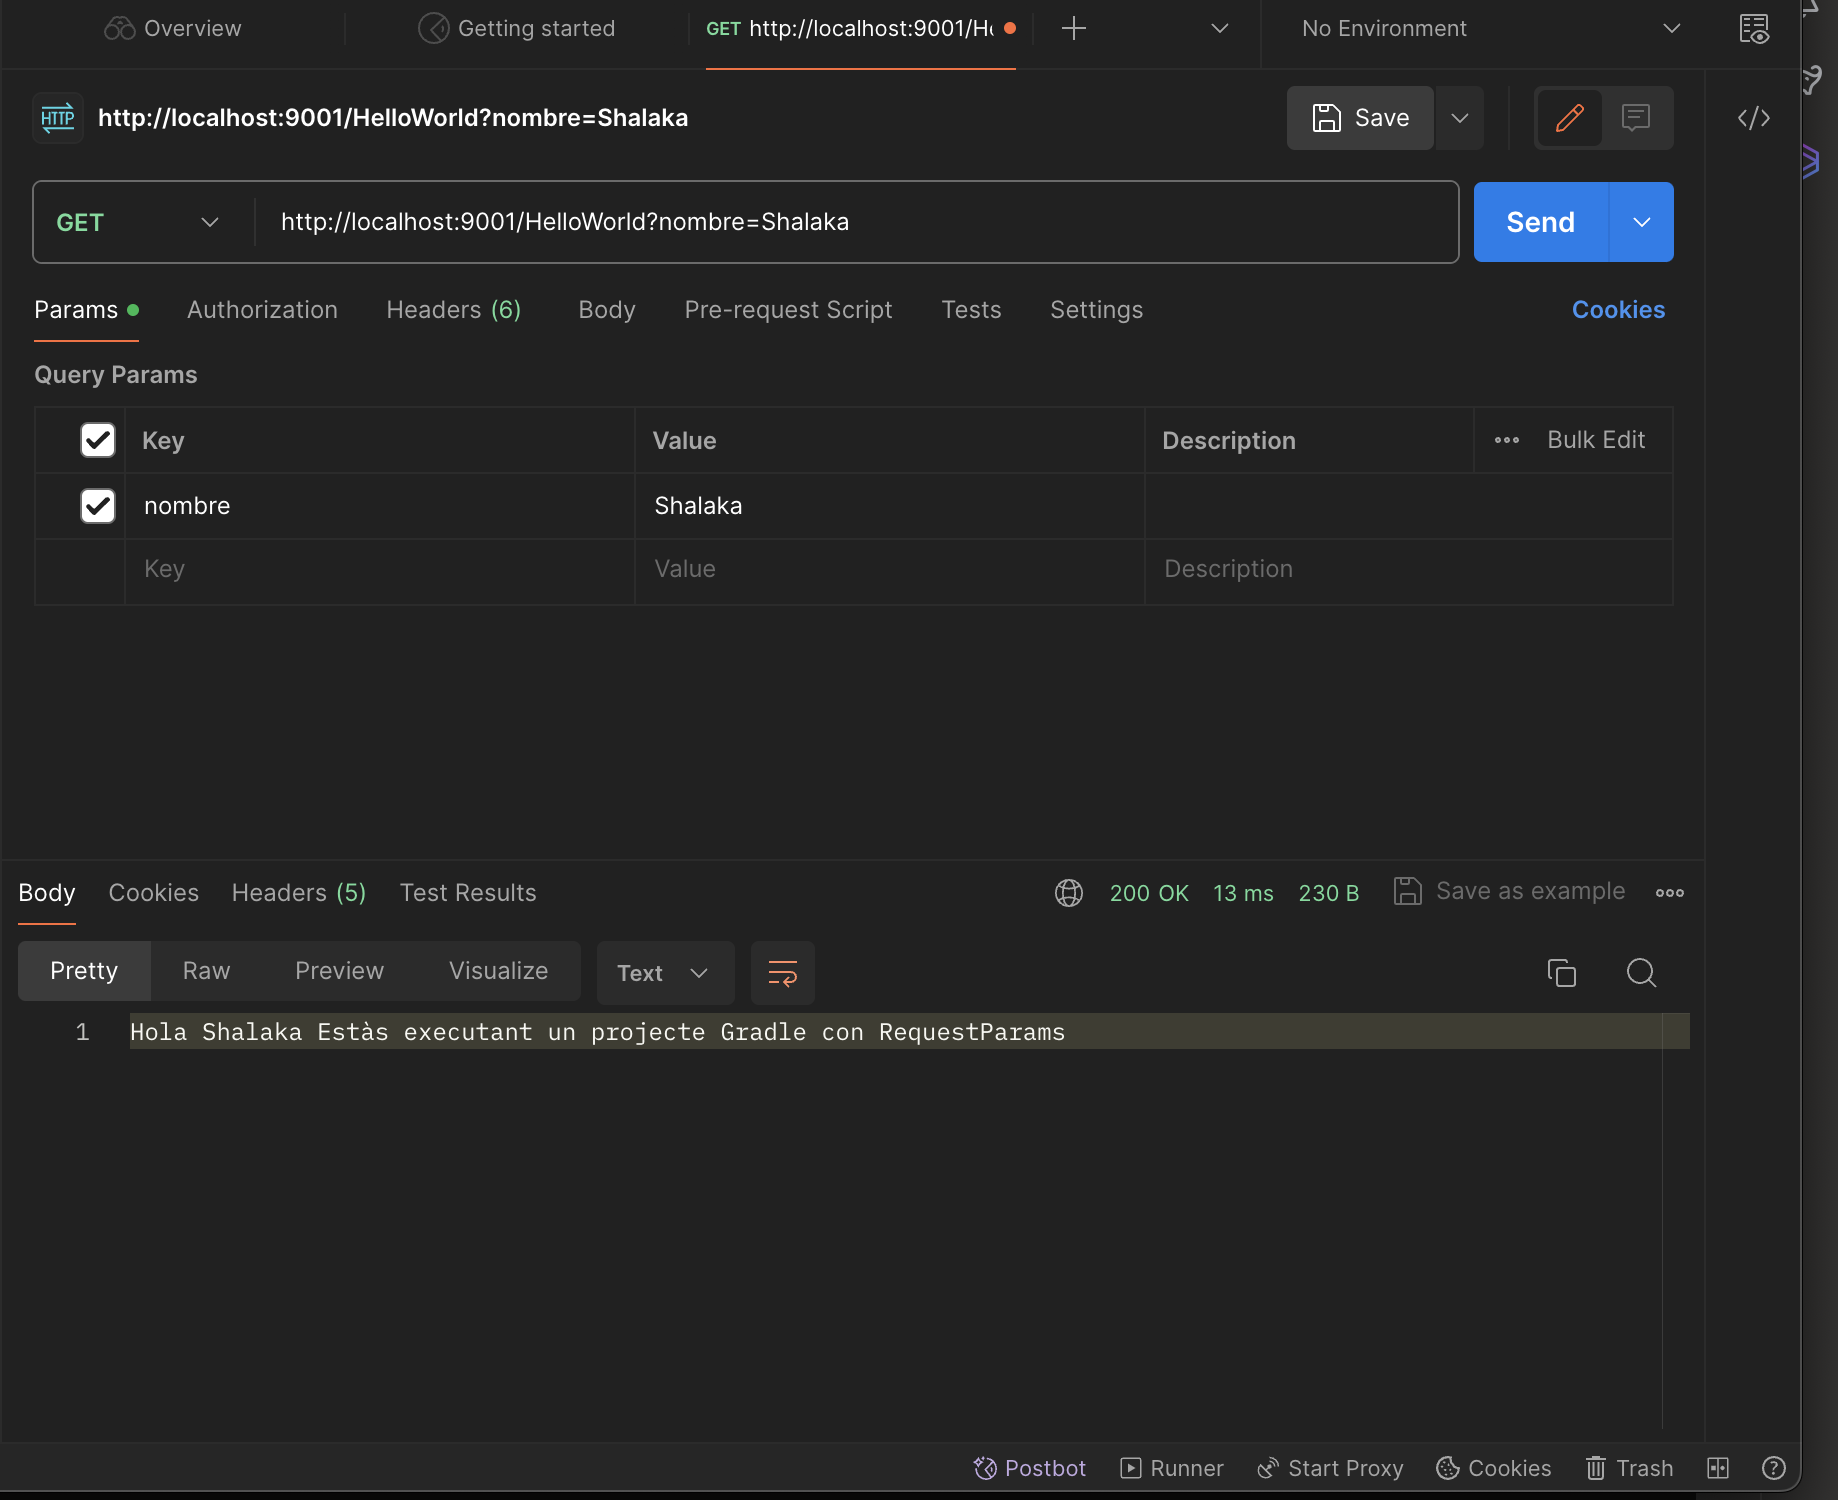 Overview
Getting started
GET http://localhost:9001/H
No Environment
HTTP
http://localhost:9001/HelloWorld?nombre=Shalaka
Save
GET
http://localhost:9001/HelloWorld?nombre=Shalaka
Send
Params
Authorization
Headers (6)
Body
Pre-request Script
Tests
Settings
Cookies
Query Params
Key
Value
Description
Bulk Edit
nombre
Shalaka
Key
Value
Description
Body
Cookies
Headers (5)
Test Results
200 OK
13 ms
230 B
Save as example
Pretty
Raw
Preview
Visualize
Text
1
Hola Shalaka Estàs executant un projecte Gradle con RequestParams
Postbot
Runner
Start Proxy
Cookies
Trash